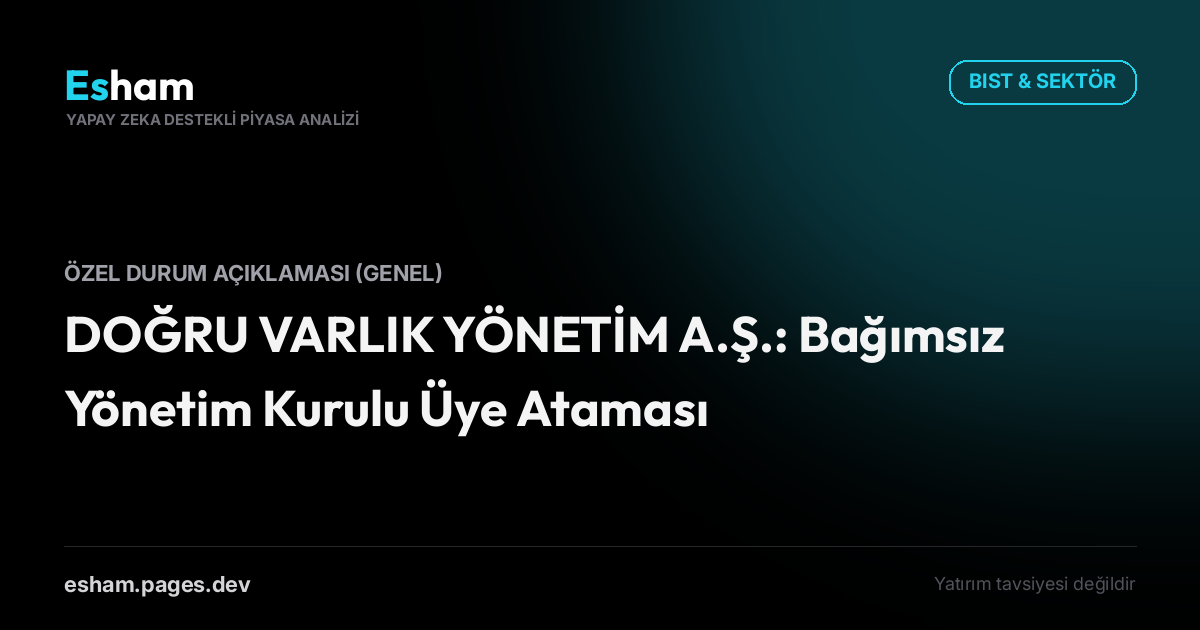 Esham
YAPAY ZEKA DESTEKLİ PİYASA ANALİZİ
BIST & SEKTÖR
ÖZEL DURUM AÇIKLAMASI (GENEL)
DOĞRU VARLIK YÖNETİM A.Ş.: Bağımsız
Yönetim Kurulu Üye Ataması
esham.pages.dev
Yatırım tavsiyesi değildir